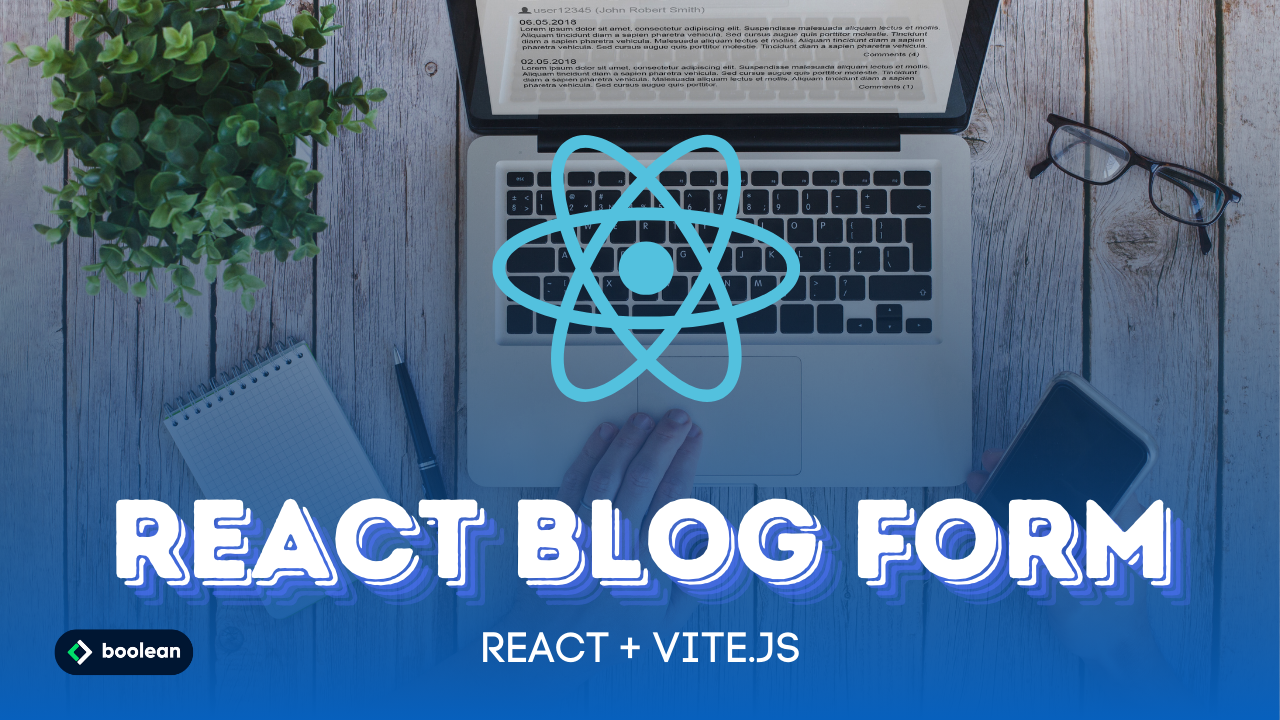 user12345 (John Robert Smith)
06.05.2018
Lorem ipsum dolor sit amet, consectetur adipiscing elit. Suspendisse malesuada aliquam lectus et mollis.
Aliquam tincidunt diam a sapien pharetra vehicula. Sed cursus augue quis porttitor molestie. Tincidunt
diam a sapien pharetra vehicula. Malesuada aliquam lectus et mollis. Aliquam tincidunt diam a sapien
pharetra vehicula. Sed cursus augue quis porttitor molestie. Tincidunt diam a sapien pharetra vehicula.
Comments (4)
02.05.2018
Lorem ipsum dolor sit amet, consectetur adipiscing elit. Suspendisse malesuada aliquam lectus et mollis.
Aliquam tincidunt diam a sapien pharetra vehicula. Sed cursus augue quis porttitor molestie. Tincidunt
diam a sapien pharetra vehicula. Malesuada aliquam lectus et mollis. Aliquam tincidunt diam a sapien
pharetra vehicula. Sed cursus augue quis porttitor.
Comments (1)
REACT BLOG FORM
REACT + VITE.JS
boolean